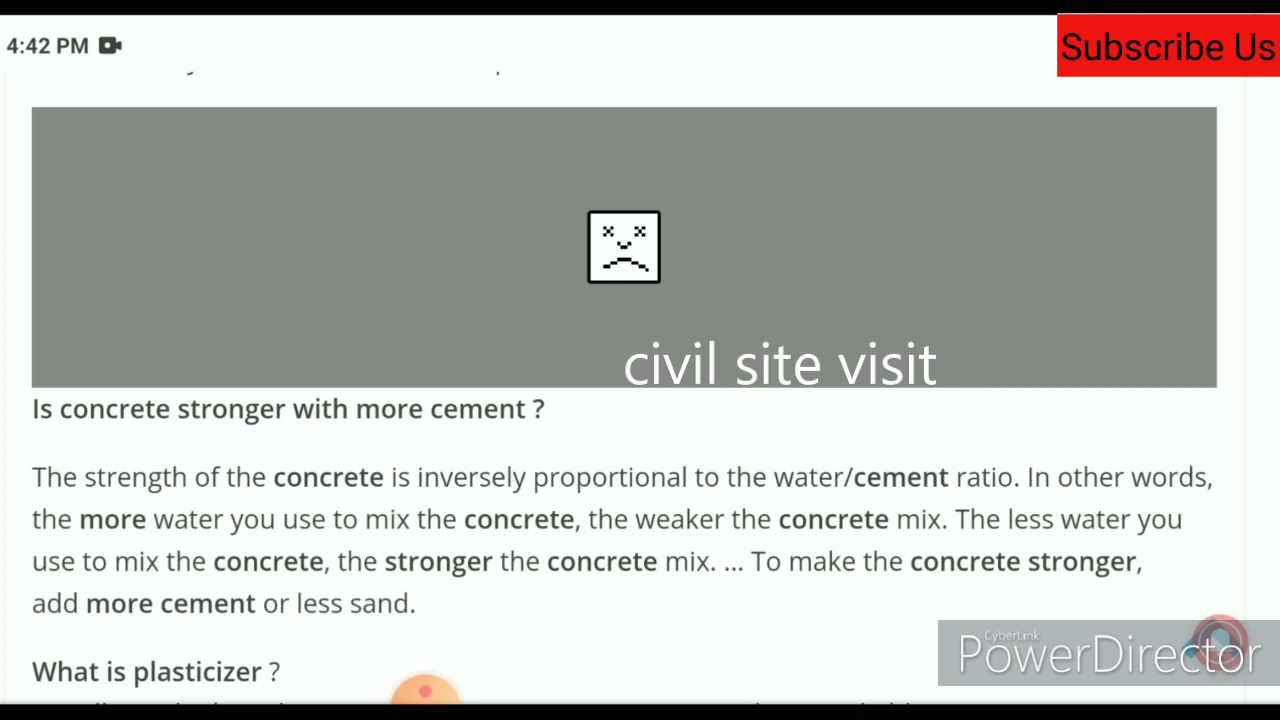 4:42 PM
Subscribe Us
civil site visit
Is concrete stronger with more cement ?
The strength of the concrete is inversely proportional to the water/cement ratio. In other words,
the more water you use to mix the concrete, the weaker the concrete mix. The less water you
use to mix the concrete, the stronger the concrete mix. ... To make the concrete stronger,
add more cement or less sand.
CyberLink
PowerDirector
What is plasticizer ?